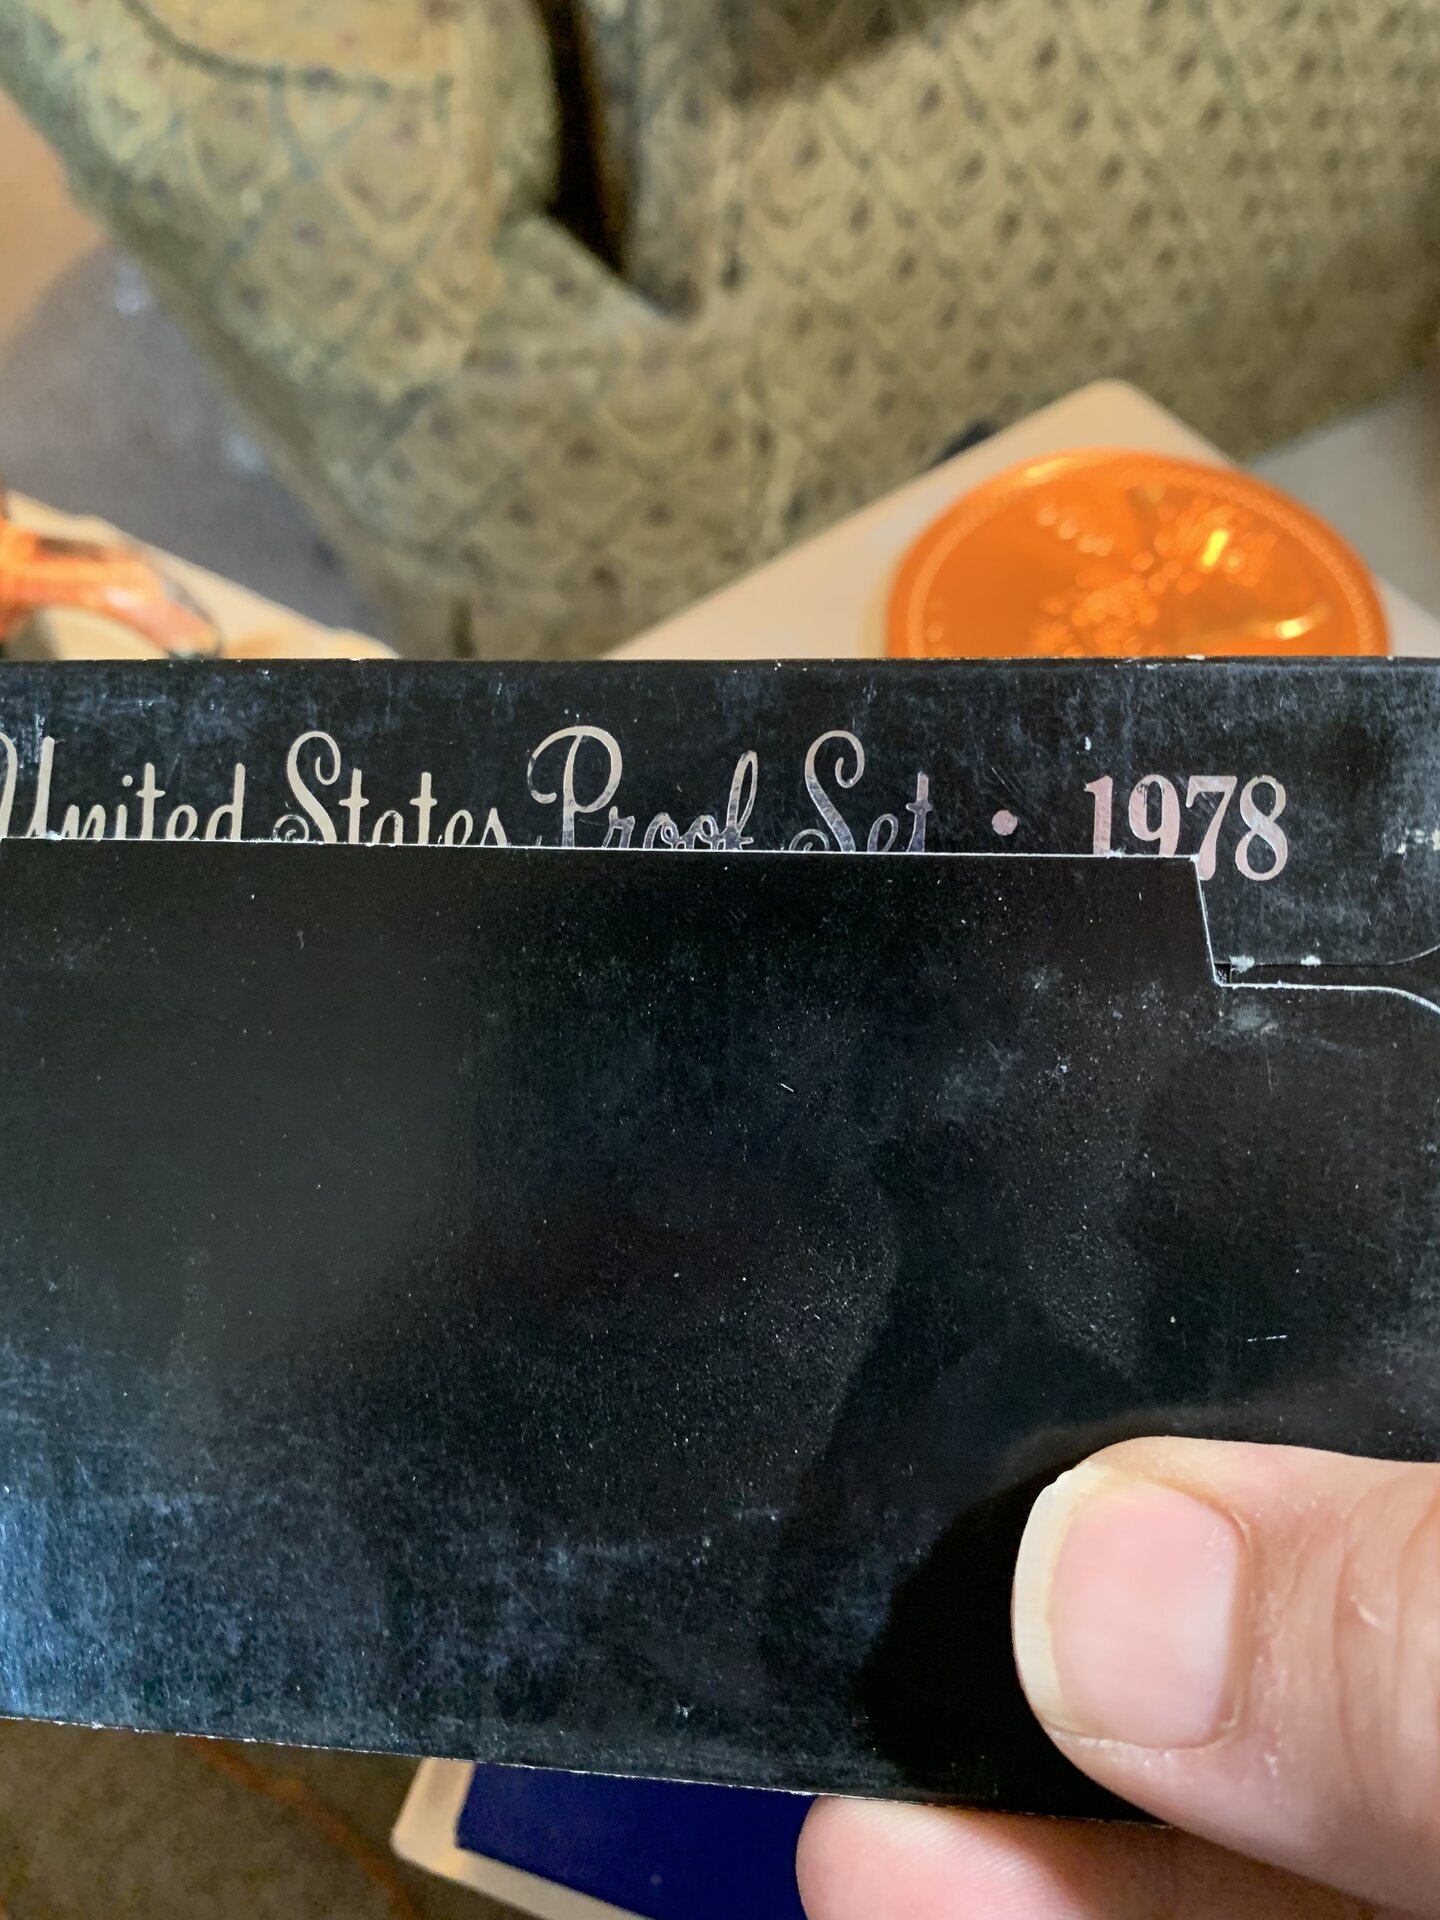 United States Proof Set • 1978